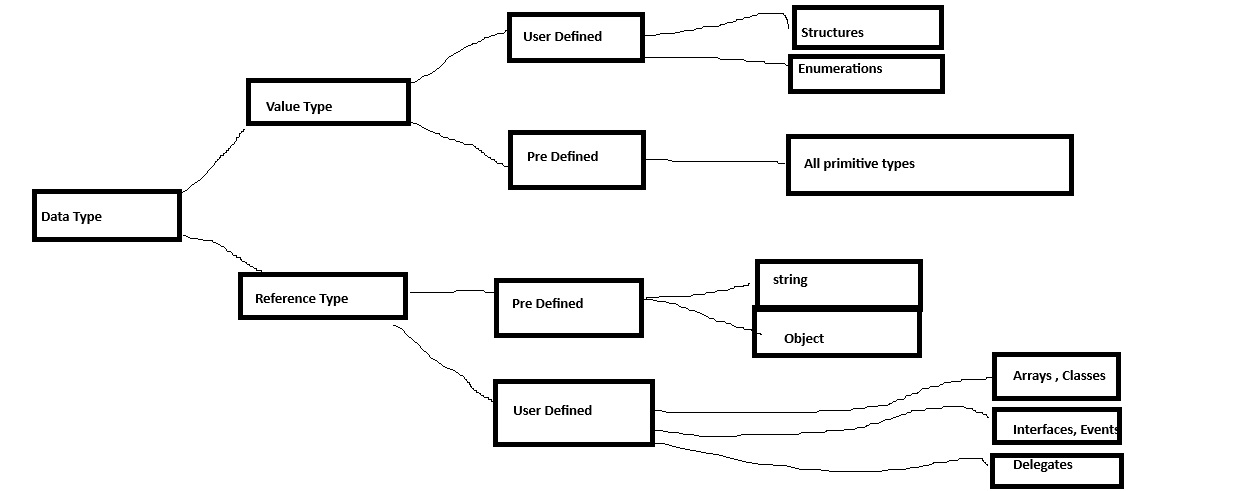 User Defined
Structures
Enumerations
Value Type
Pre Defined
All primitive types
Data Type
Reference Type
Pre Defined
string
Object
User Defined
Arrays , Classes
Interfaces, Events
Delegates